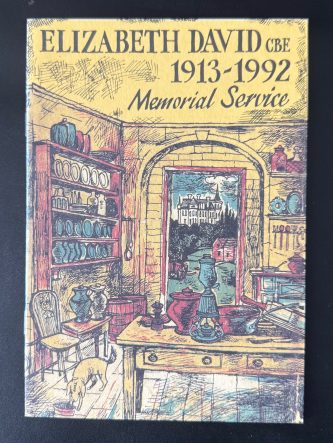 ELIZABETH DAVID CBE
1913-1992
Memorial Service